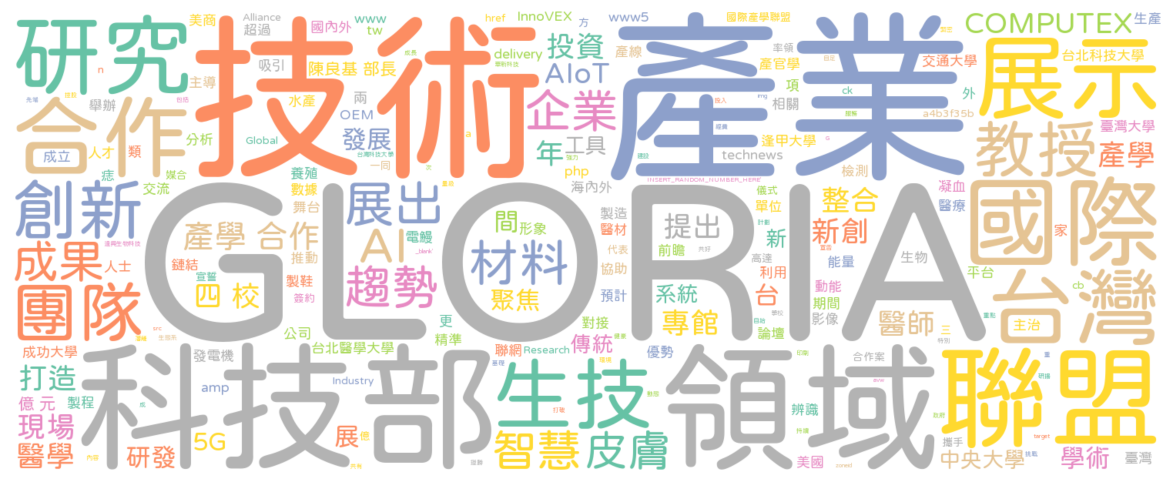 美商 Alliance 國內外 www InnoVEX href www5 方 國際產學聯盟 COMPUTEX 生產
研究 技術 產業 展示
超過 tw 投資 產線 率領 台北科技大學
吸引 陳良基 部長 delivery AIoT 產官學 交通大學
主導 水產 兩 企業 項 外
舉辦 OEM 工具 相關 ck a4b3f35b
合作 Global 發展 年 technews 逢甲大學 教授 臺灣大學
成立 人才 類 分析 一同 php 檢測 產學
創新 痣 媒合 養殖 海內外 儀式 凝血 國際
交流 數據 展出 間 製造 提出 單位 整合 醫療
舞台 電鰻 形象 醫材 新 新創 家
GLORIA
產學 合作 AI 材料 代表 前瞻 生物
成果 人士 鏈結 推動 趨勢 協助 高達 利用 能量 平台
團隊 宣誓 四 校 製鞋 簽約 聚焦 預計 系統 台 動能 cb 台灣
公司 更 對接 專館 期間 影像 醫師 主治 三
成功大學 台北醫學大學 精準 傳統 論壇
發電機 聯網 Research 優勢 合作案
科技部 生技 領域 聯盟
打造 amp Industry
億 元 製程 辨識
現場 5G 展 智慧 皮膚 攜手 target
醫學 研發 美國 中央大學 學術 臺灣
INSERT_RANDOM_NUMBER_HERE